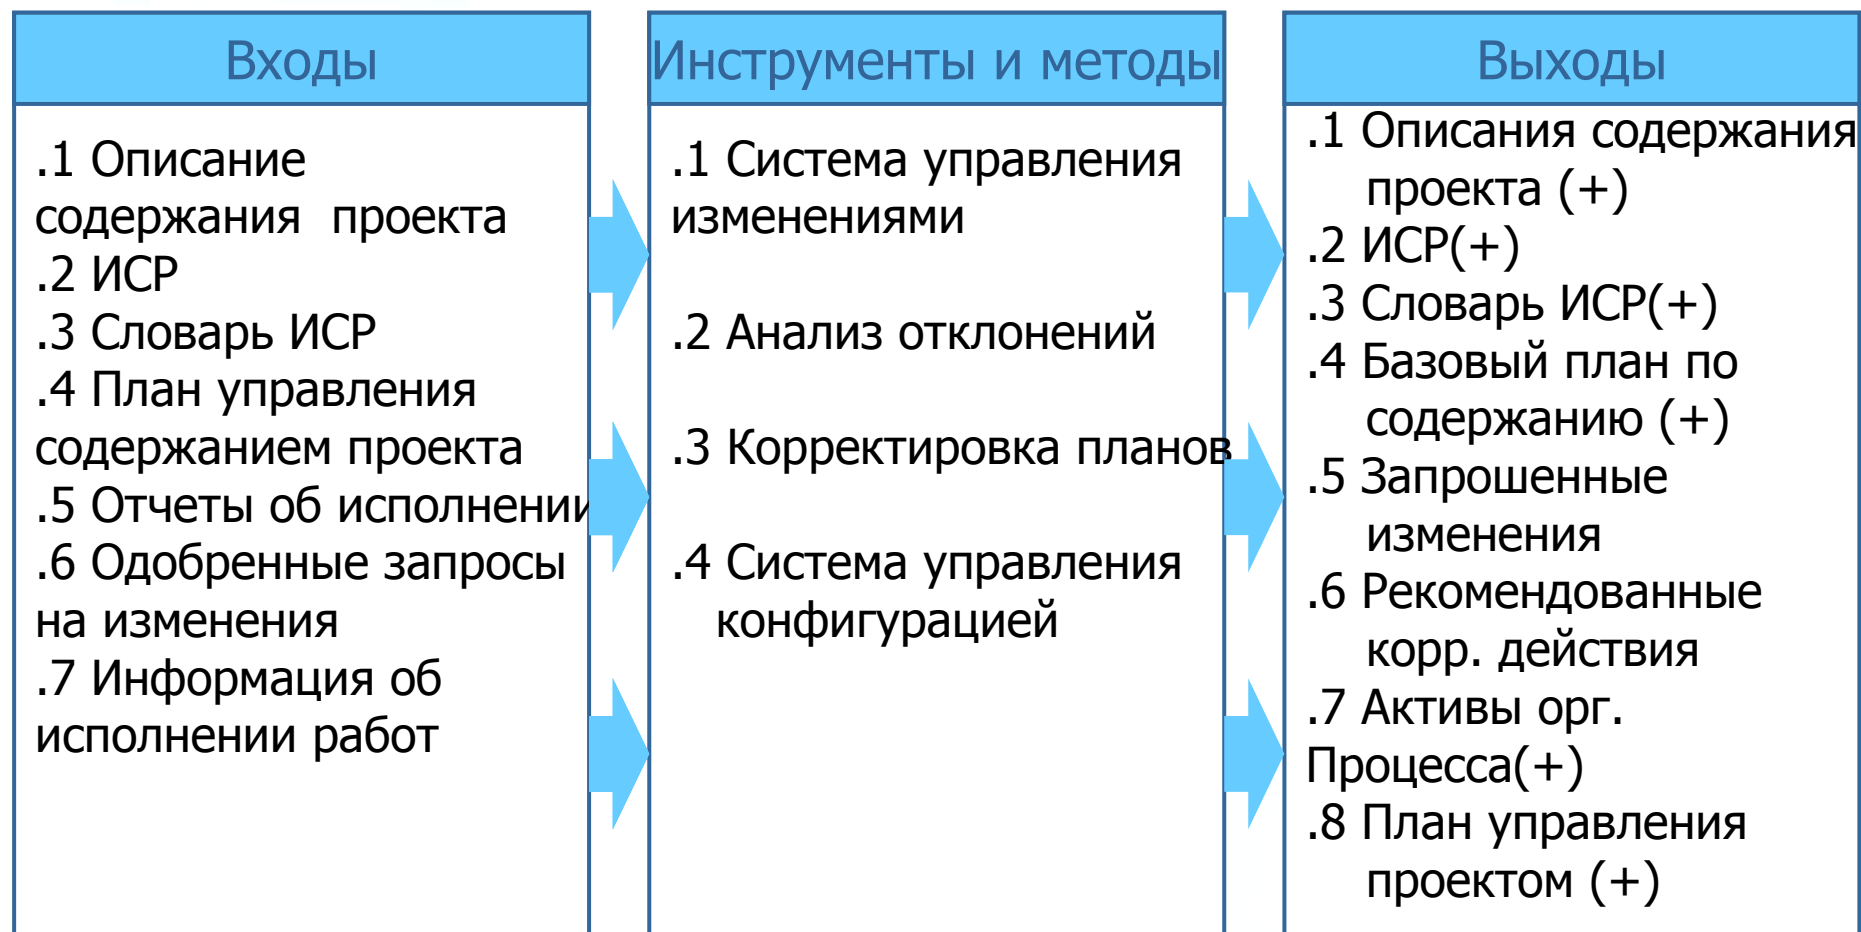 Входы
.1 Описание
содержания проекта
.2 ИСР
.3 Словарь ИСР
.4 План управления
содержанием проекта
.5 Отчеты об исполнении
.6 Одобренные запросы
на изменения
.7 Информация об
исполнении работ
Инструменты и методы
.1 Система управления
изменениями
.2 Анализ отклонений
.3 Корректировка планов
.4 Система управления
конфигурацией
Выходы
.1 Описания содержания
проекта (+)
.2 ИСР(+)
.3 Словарь ИСР(+)
.4 Базовый план по
содержанию (+)
.5 Запрошенные
изменения
.6 Рекомендованные
корр. действия
.7 Активы орг.
Процесса(+)
.8 План управления
проектом (+)